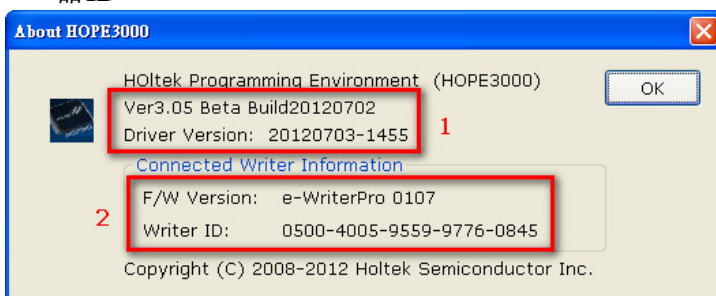 About HOPE3000
HOltek Programming Environment (HOPE3000)
OK
Ver3.05 Beta Build20120702
Driver Version: 20120703-1455
1
Connected Writer Information
F/W Version: e-WriterPro 0107
2
Writer ID: 0500-4005-9559-9776-0845
Copyright (C) 2008-2012 Holtek Semiconductor Inc.